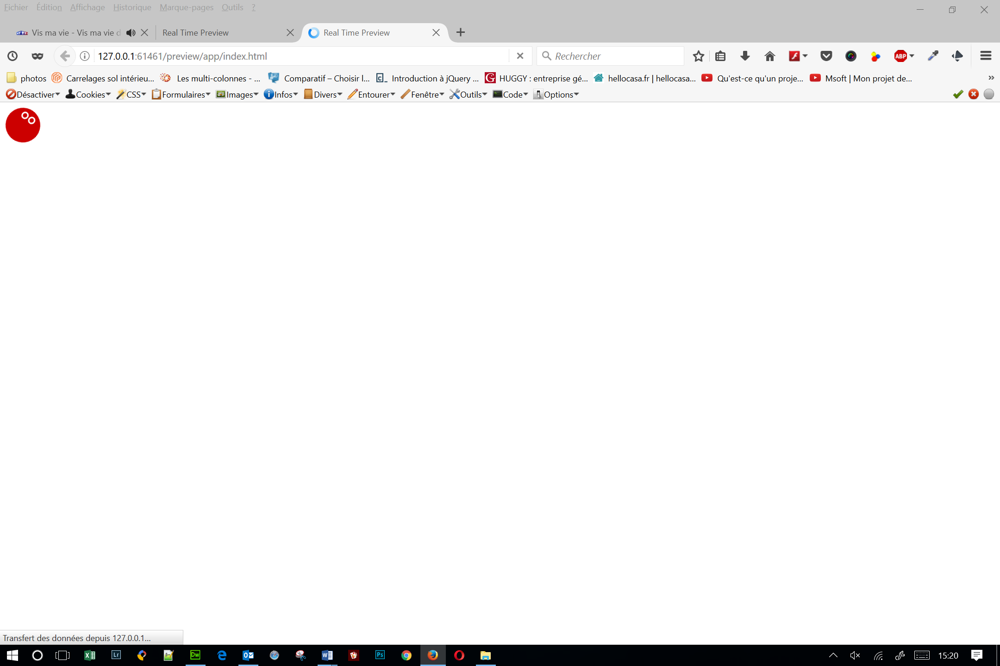 Fichier Édition Affichage Historique Marque-pages Outils ?
Vis ma vie - Vis ma vie d Real Time Preview Real Time Preview
127.0.0.1:61461/preview/app/index.html Rechercher ABP
photos Carrelages sol intérieu... Les multi-colonnes - ... Comparatif – Choisir l... Introduction à jQuery ... HUGGY : entreprise gé... hellocasa.fr | hellocasa... Qu'est-ce qu'un proje... Msoft | Mon projet de...
Désactiver Cookies CSS Formulaires Images Infos Divers Entourer Fenêtre Outils Code Options
Transfert des données depuis 127.0.0.1...
Lr Dw Ps 15:20